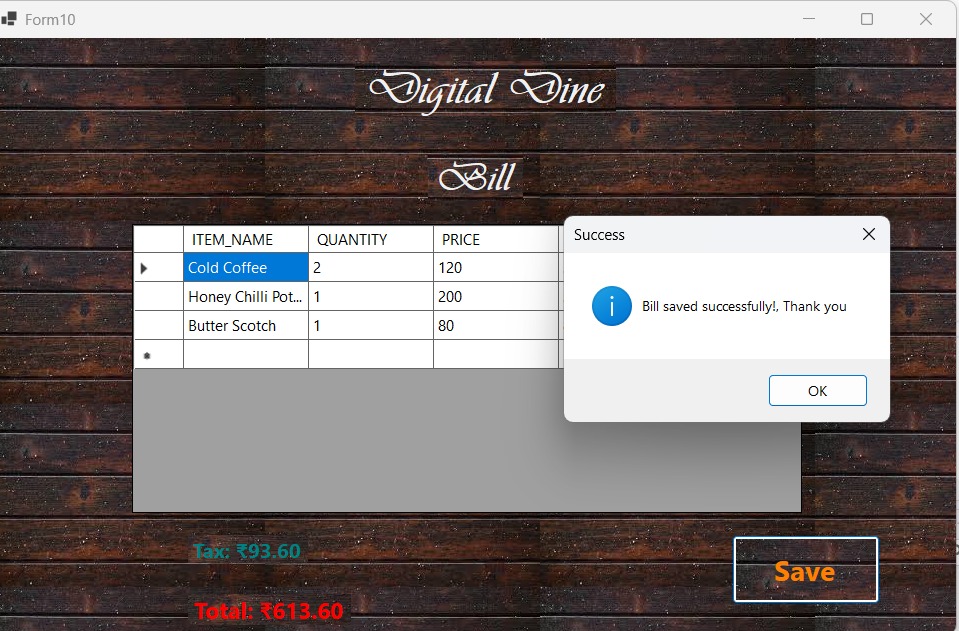 Form10
Digital Dine
Bill
ITEM_NAME QUANTITY PRICE
Cold Coffee 2 120
Honey Chilli Pot... 1 200
Butter Scotch 1 80
Success
Bill saved successfully!, Thank you
OK
Tax: ₹93.60
Save
Total: ₹613.60